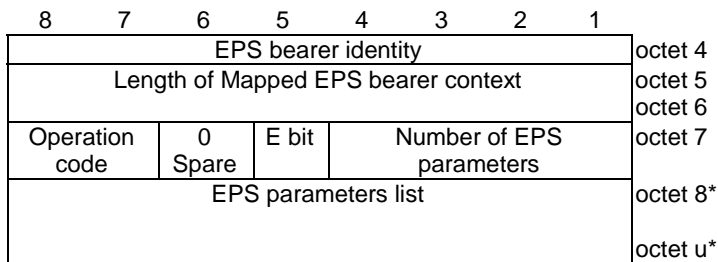 8 7 6 5 4 3 2 1
EPS bearer identity octet 4
Length of Mapped EPS bearer context octet 5
octet 6
Operation 0 E bit Number of EPS octet 7
code Spare parameters
EPS parameters list octet 8*
octet u*